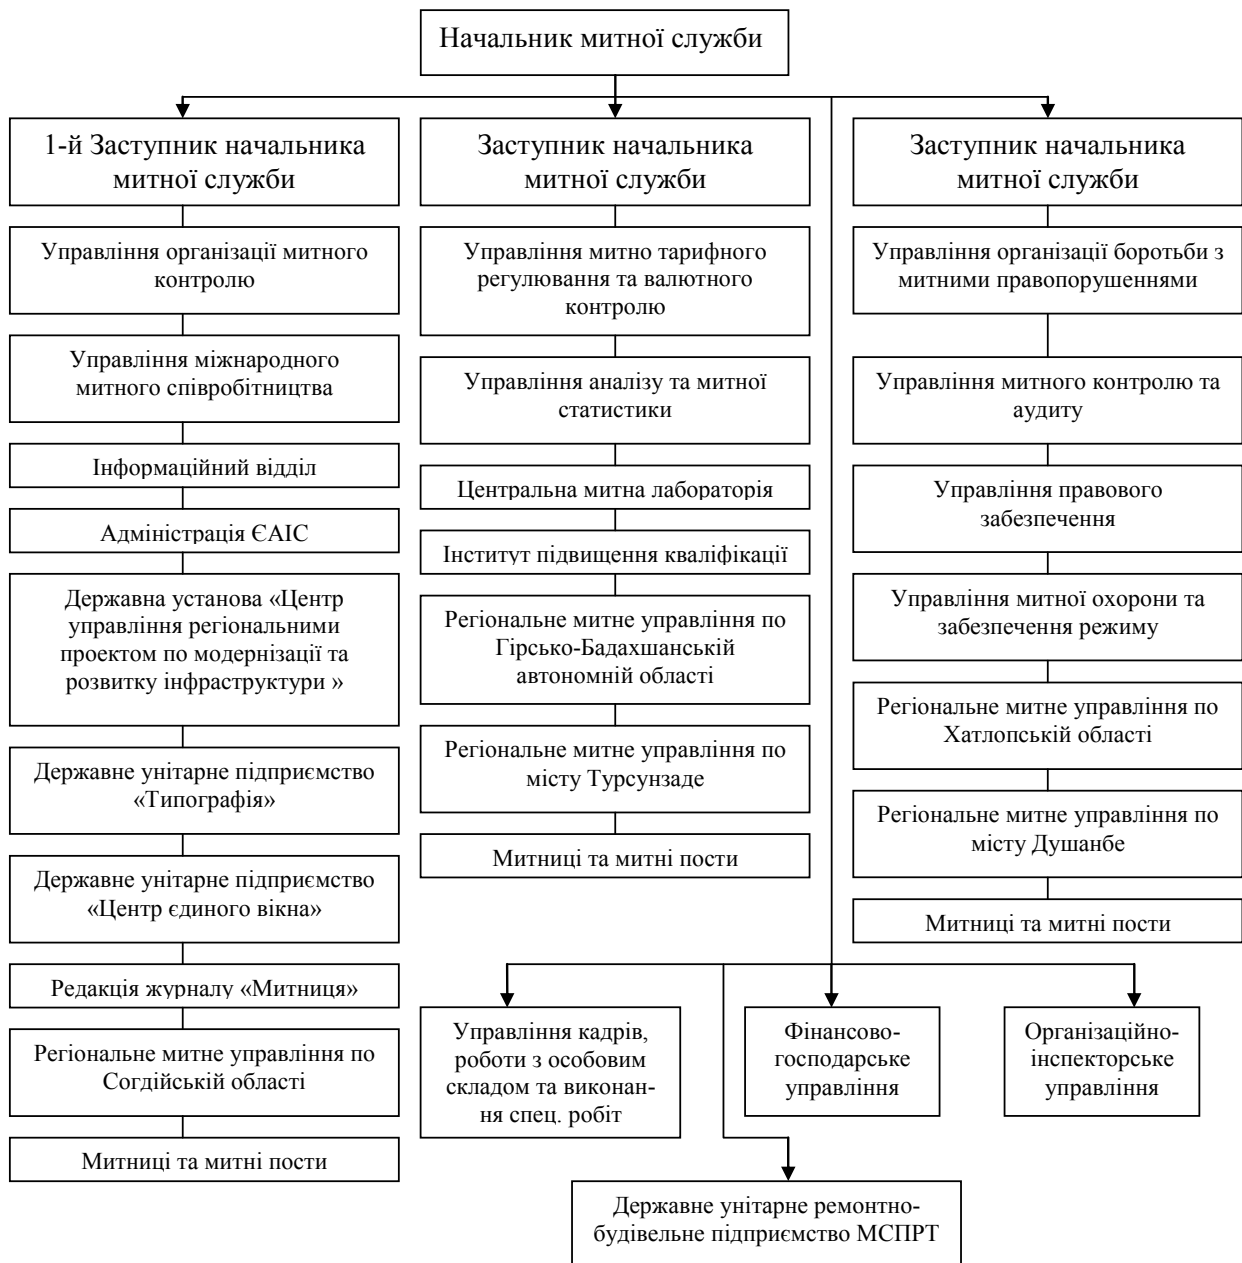 Начальник митної служби
1-й Заступник начальника
митної служби
Управління організації митного
контролю
Управління міжнародного
митного співробітництва
Інформаційний відділ
Адміністрація ЄАІС
Державна установа «Центр
управління регіональними
проектом по модернізації та
розвитку інфраструктури »
Державне унітарне підприємство
«Типографія»
Державне унітарне підприємство
«Центр єдиного вікна»
Редакція журналу «Митниця»
Регіональне митне управління по
Согдійській області
Митниці та митні пости
Заступник начальника
митної служби
Управління митно тарифного
регулювання та валютного
контролю
Управління аналізу та митної
статистики
Центральна митна лабораторія
Інститут підвищення кваліфікації
Регіональне митне управління по
Гірсько-Бадахшанській
автономній області
Регіональне митне управління по
місту Турсунзаде
Митниці та митні пости
Заступник начальника
митної служби
Управління організації боротьби з
митними правопорушеннями
Управління митного контролю та
аудиту
Управління правового
забезпечення
Управління митної охорони та
забезпечення режиму
Регіональне митне управління по
Хатлопській області
Регіональне митне управління по
місту Душанбе
Митниці та митні пости
Управління кадрів,
роботи з особовим
складом та виконан-
ня спец. робіт
Фінансово-
господарське
управління
Організаційно-
інспекторське
управління
Державне унітарне ремонтно-
будівельне підприємство МСПРТ